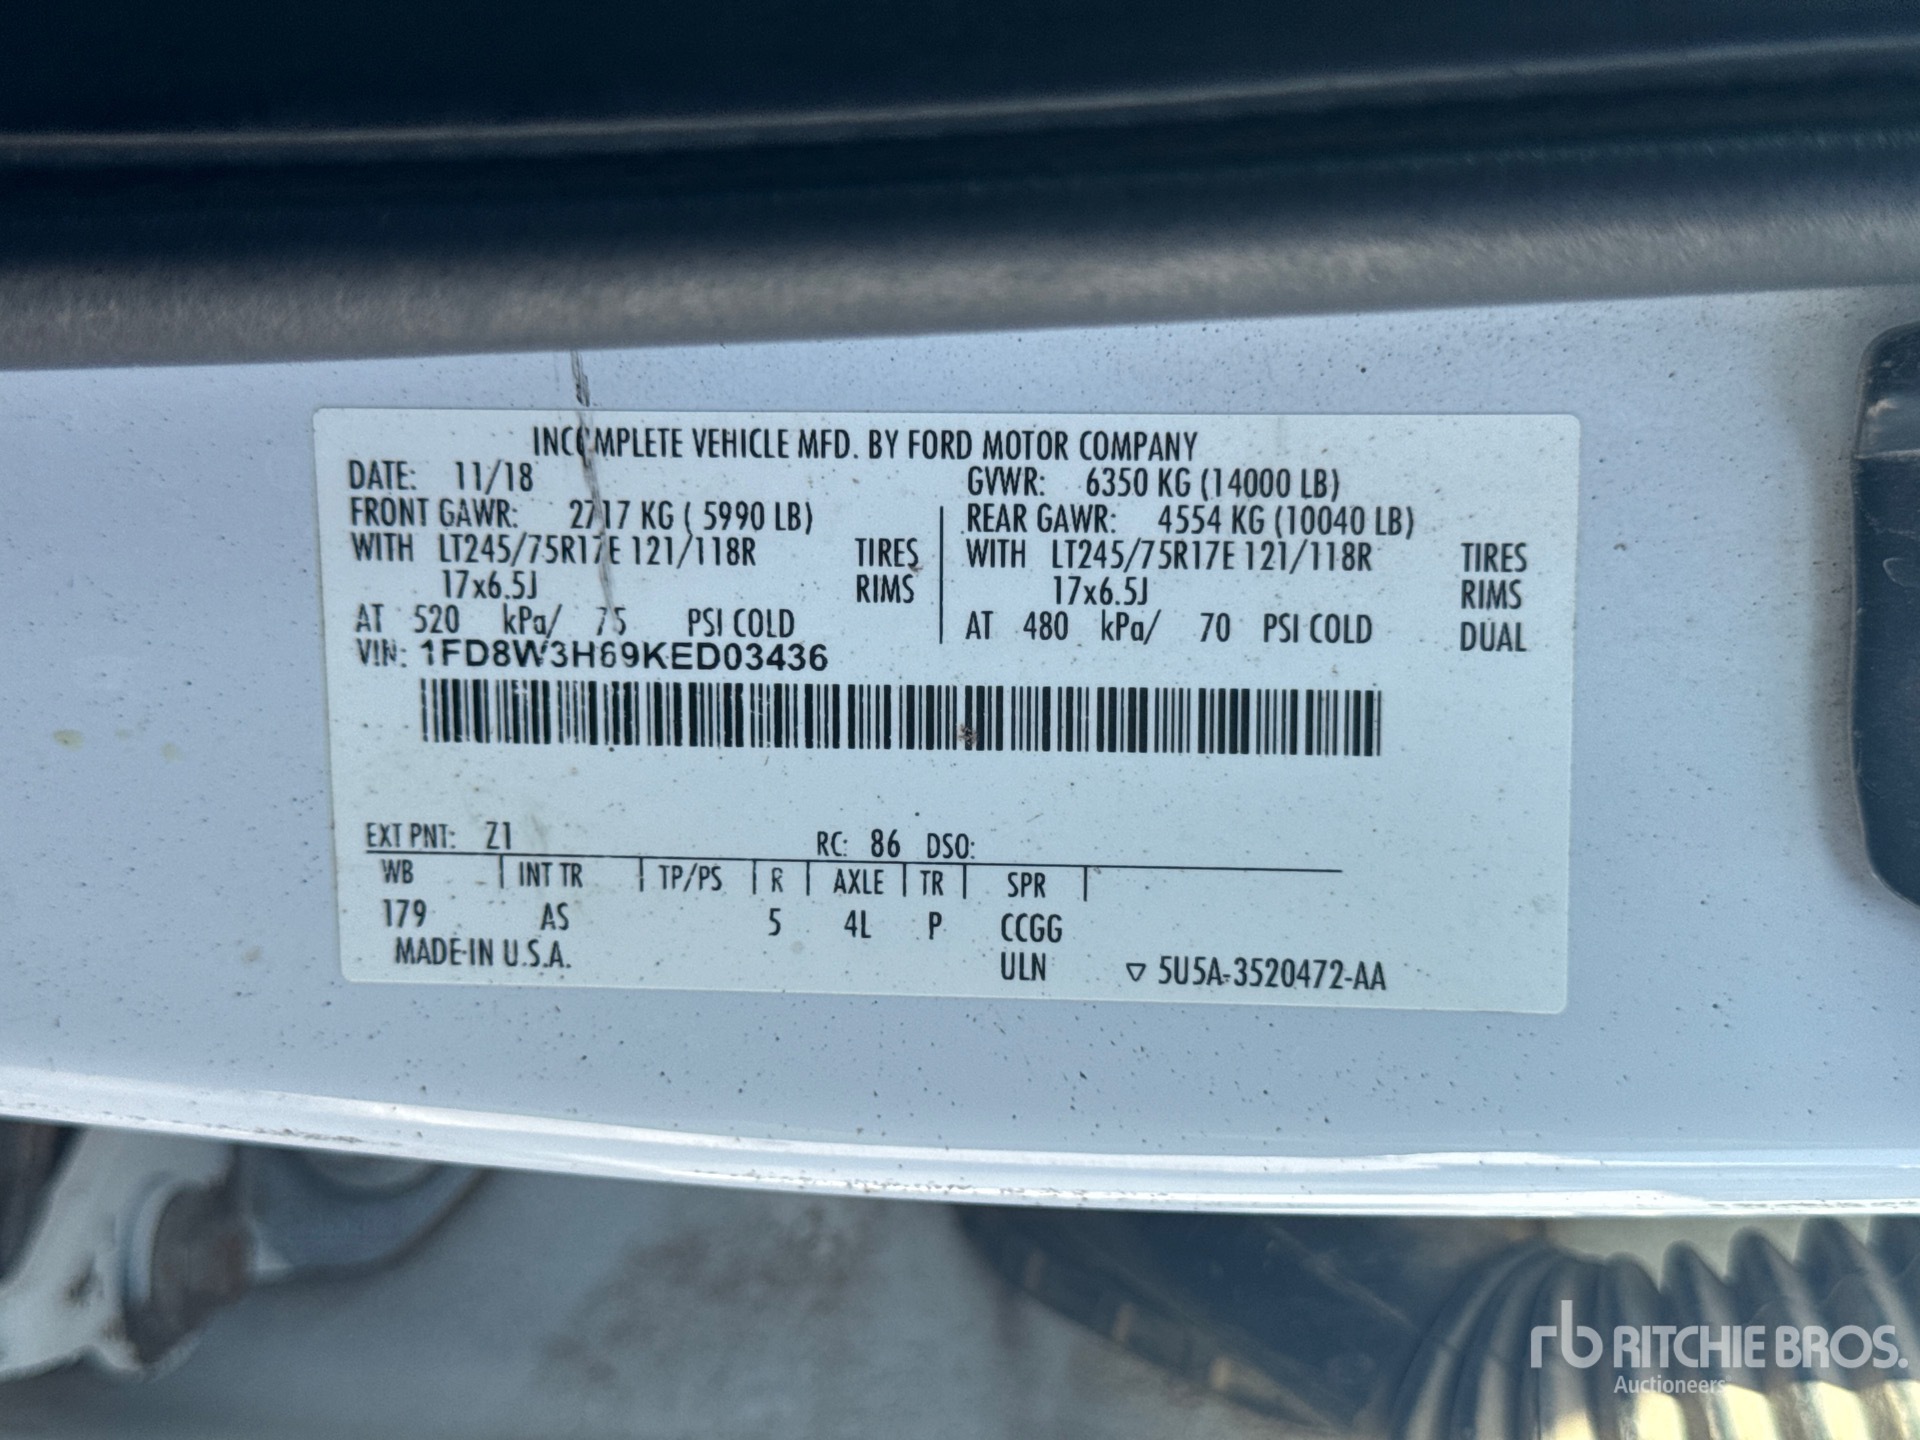 INCOMPLETE VEHICLE MFD. BY FORD MOTOR COMPANY
DATE: 11/18 GVWR: 6350 KG (14000 LB)
FRONT GAWR: 2717 KG ( 5990 LB) REAR GAWR: 4554 KG (10040 LB)
WITH LT245/75R17E 121/118R TIRES WITH LT245/75R17E 121/118R TIRES
17x6.5J RIMS 17x6.5J RIMS
AT 520 kPa/ 75 PSI COLD AT 480 kPa/ 70 PSI COLD DUAL
VIN: 1FD8W3H69KED03436
EXT PNT: Z1 RC: 86 DSO:
WB INT TR TP/PS R AXLE TR SPR
179 AS 5 4L P CCGG
MADE IN U.S.A. ULN ▽ 5U5A-3520472-AA
rb RITCHIE BROS.
Auctioneers